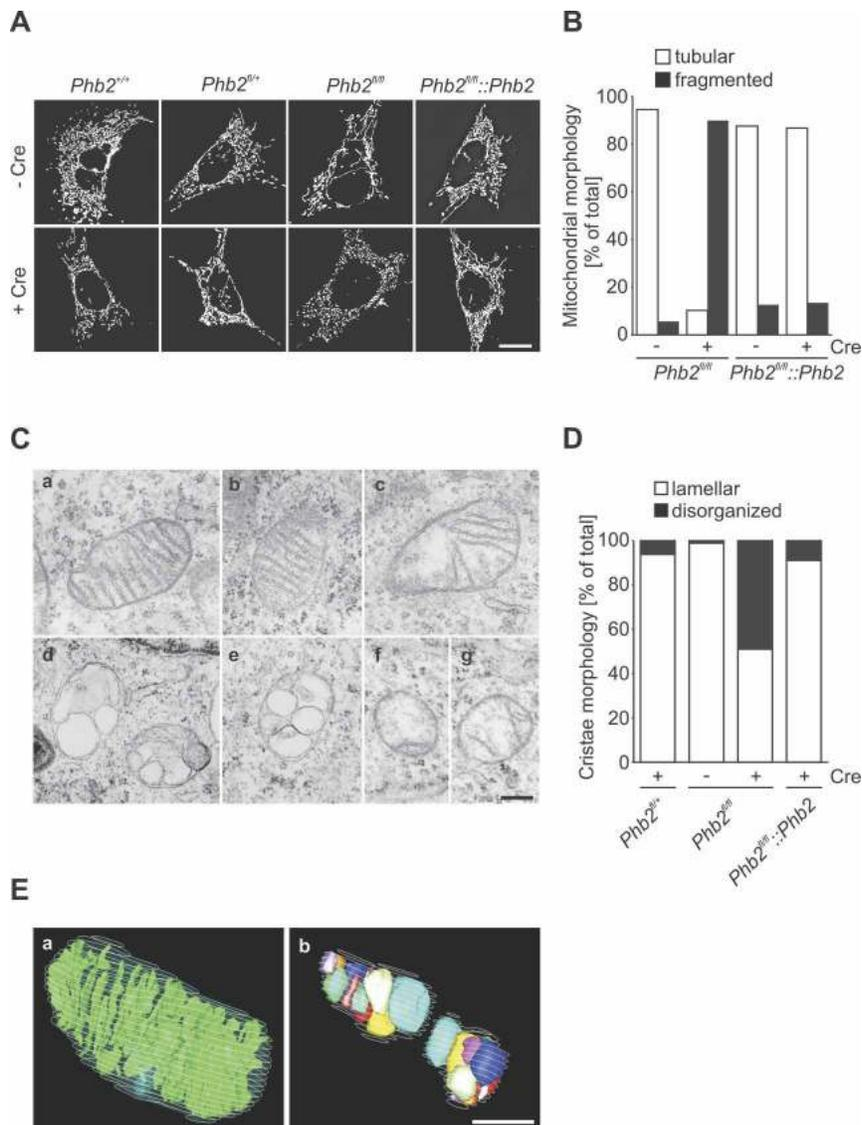 A
Phb2+/+ Phb2fl/+ Phb2fl/fl Phb2fl/fl::Phb2
- Cre
+ Cre
B
tubular
fragmented
Mitochondrial morphology
[% of total]
100
80
60
40
20
0
- + - + Cre
Phb2fl/fl Phb2fl/fl::Phb2
C
a b c
d e f g
D
lamellar
disorganized
Cristae morphology [% of total]
100
80
60
40
20
0
+ - + + Cre
Phb2fl/+ Phb2fl/fl Phb2fl/fl::Phb2
E
a b